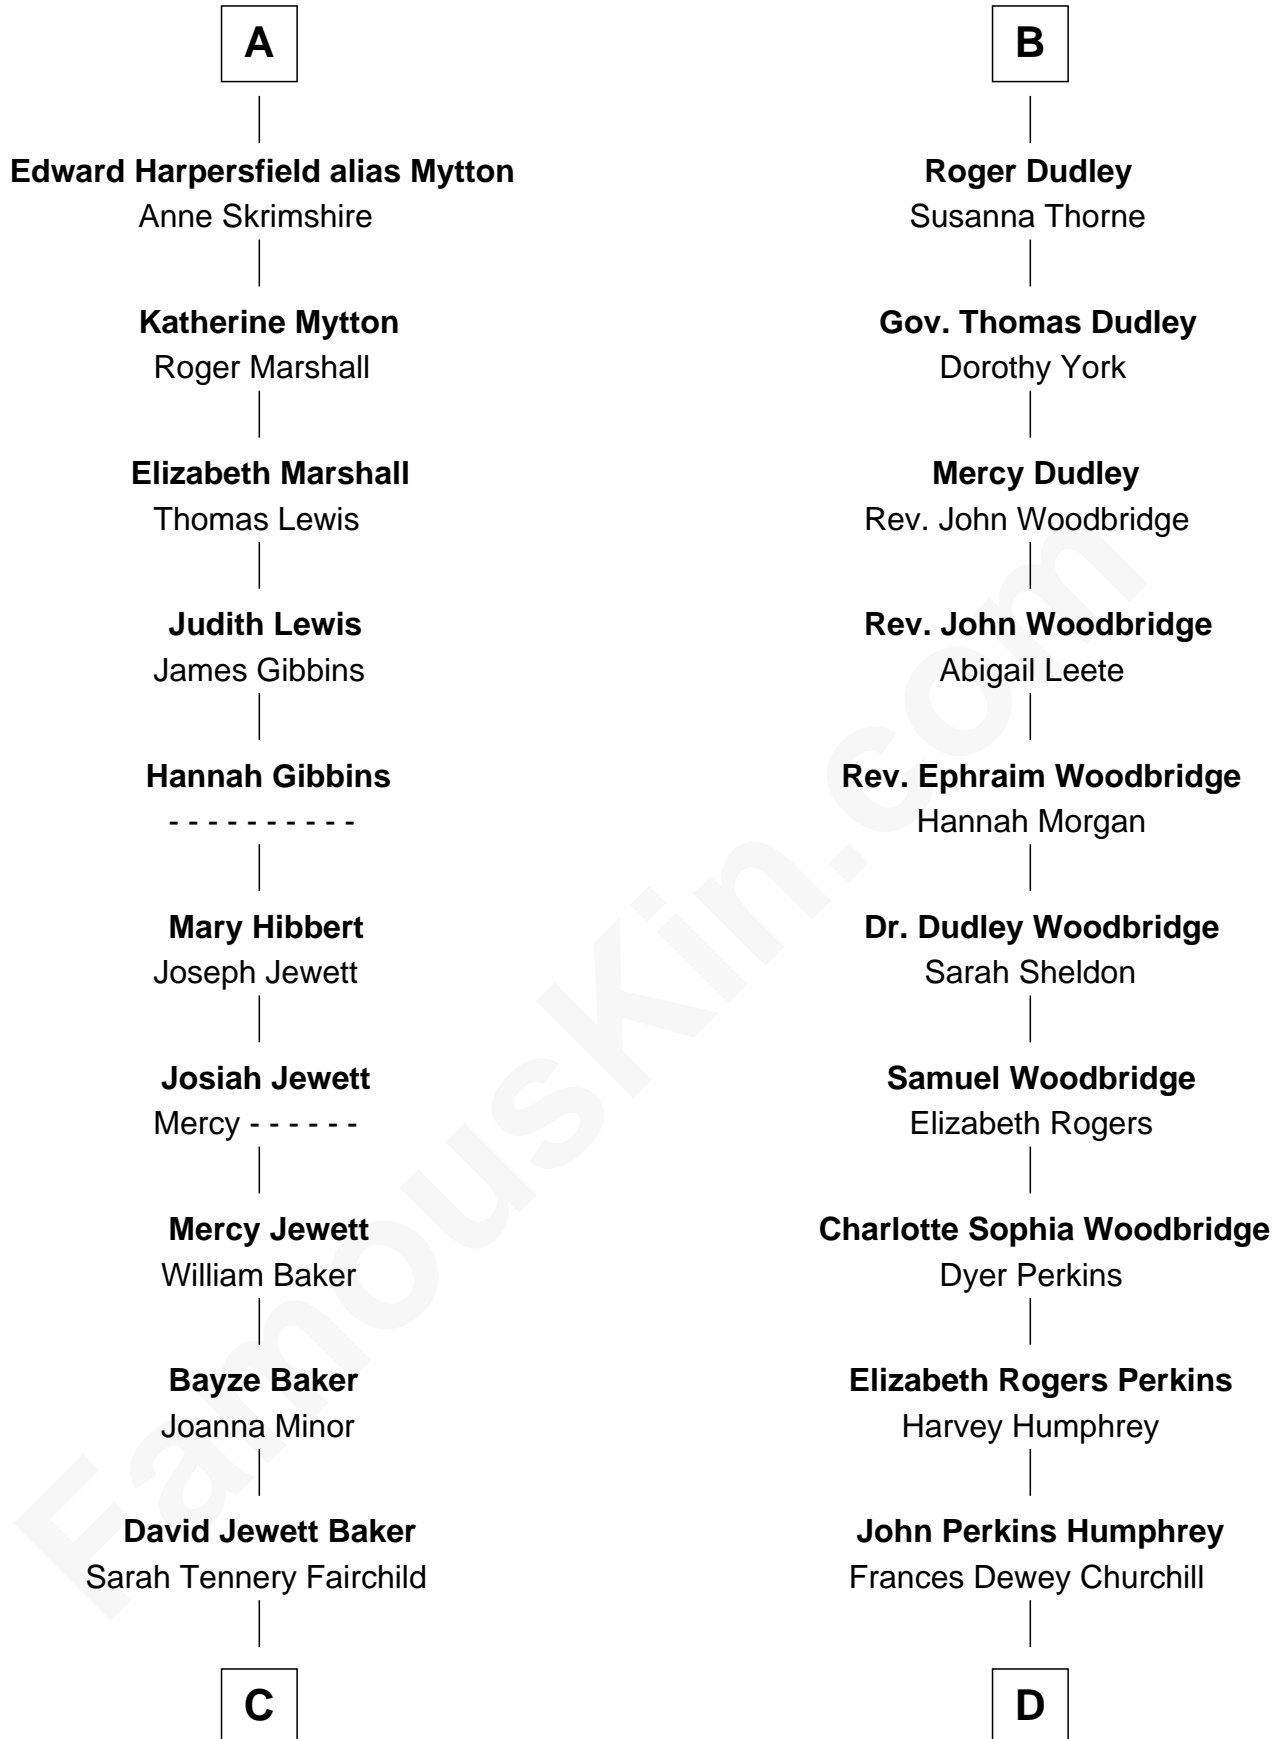 A
Edward Harpersfield alias Mytton
Anne Skrimshire
Katherine Mytton
Roger Marshall
Elizabeth Marshall
Thomas Lewis
Judith Lewis
James Gibbins
Hannah Gibbins
- - - - - - - - - -
Mary Hibbert
Joseph Jewett
Josiah Jewett
Mercy - - - - - -
Mercy Jewett
William Baker
Bayze Baker
Joanna Minor
David Jewett Baker
Sarah Tennery Fairchild
C
B
Roger Dudley
Susanna Thorne
Gov. Thomas Dudley
Dorothy York
Mercy Dudley
Rev. John Woodbridge
Rev. John Woodbridge
Abigail Leete
Rev. Ephraim Woodbridge
Hannah Morgan
Dr. Dudley Woodbridge
Sarah Sheldon
Samuel Woodbridge
Elizabeth Rogers
Charlotte Sophia Woodbridge
Dyer Perkins
Elizabeth Rogers Perkins
Harvey Humphrey
John Perkins Humphrey
Frances Dewey Churchill
D
FamousKin.com